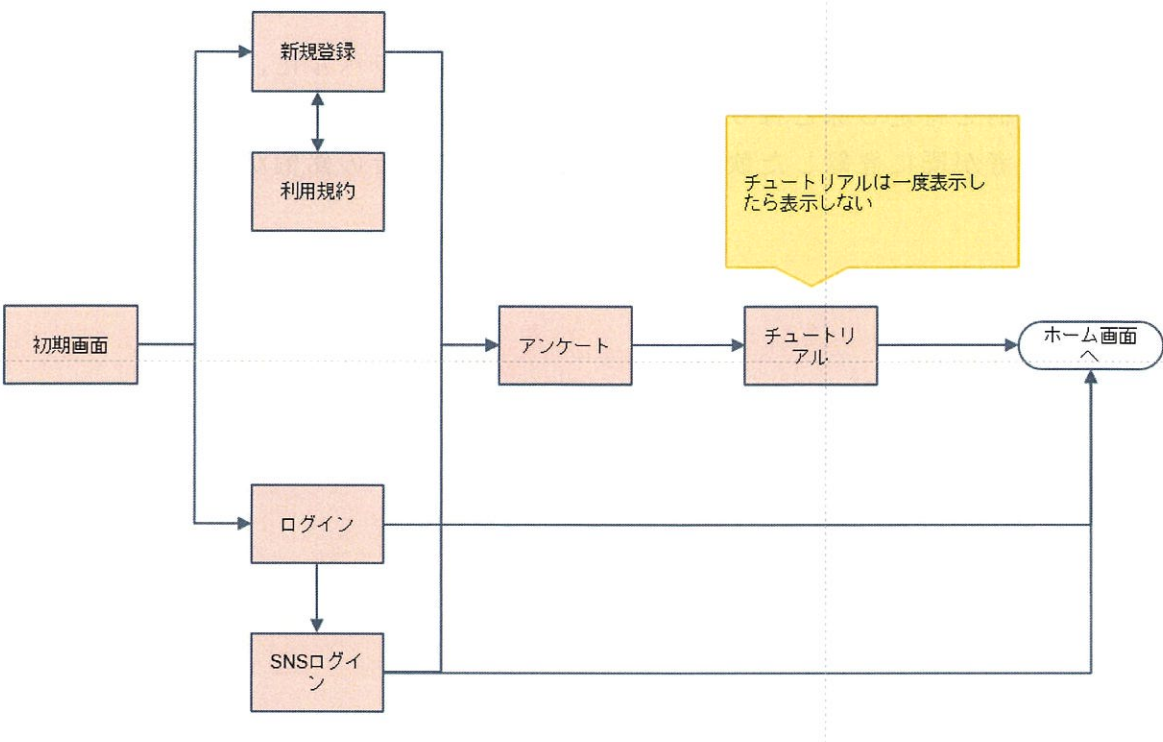 新規登録
利用規約
チュートリアルは一度表示し
たら表示しない
初期画面
アンケート
チュートリ
アル
ホーム画面
へ
ログイン
SNSログイ
ン